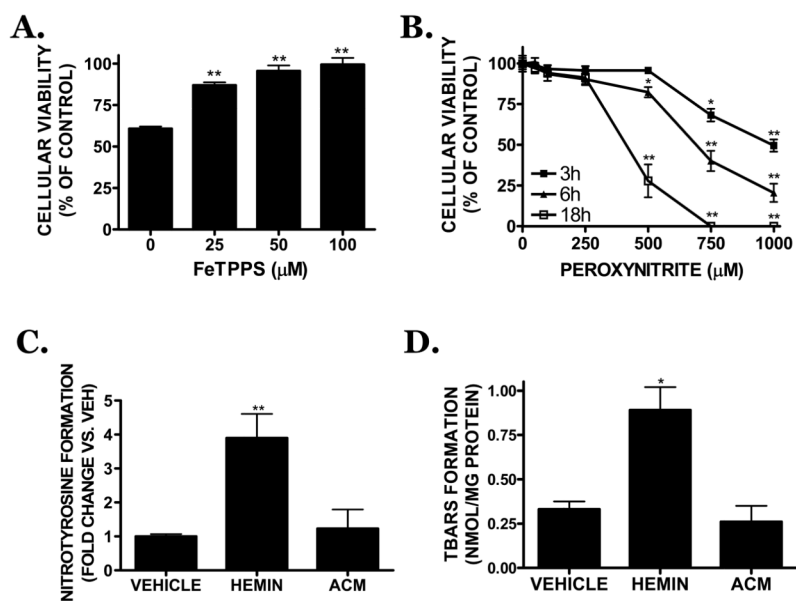 A.
CELLULAR VIABILITY
(% OF CONTROL)
100
75
50
25
0
**
**
**
0
25
50
100
FeTPPS (μM)
B.
CELLULAR VIABILITY
(% OF CONTROL)
100
75
50
25
0
*
*
**
**
**
**
**
**
3h
6h
18h
0
250
500
750
1000
PEROXYNITRITE (μM)
C.
NITROTYROSINE FORMATION
(FOLD CHANGE VS. VEH)
5
4
3
2
1
0
**
VEHICLE
HEMIN
ACM
D.
TBARS FORMATION
(NMOL/MG PROTEIN)
1.00
0.75
0.50
0.25
0.00
*
VEHICLE
HEMIN
ACM